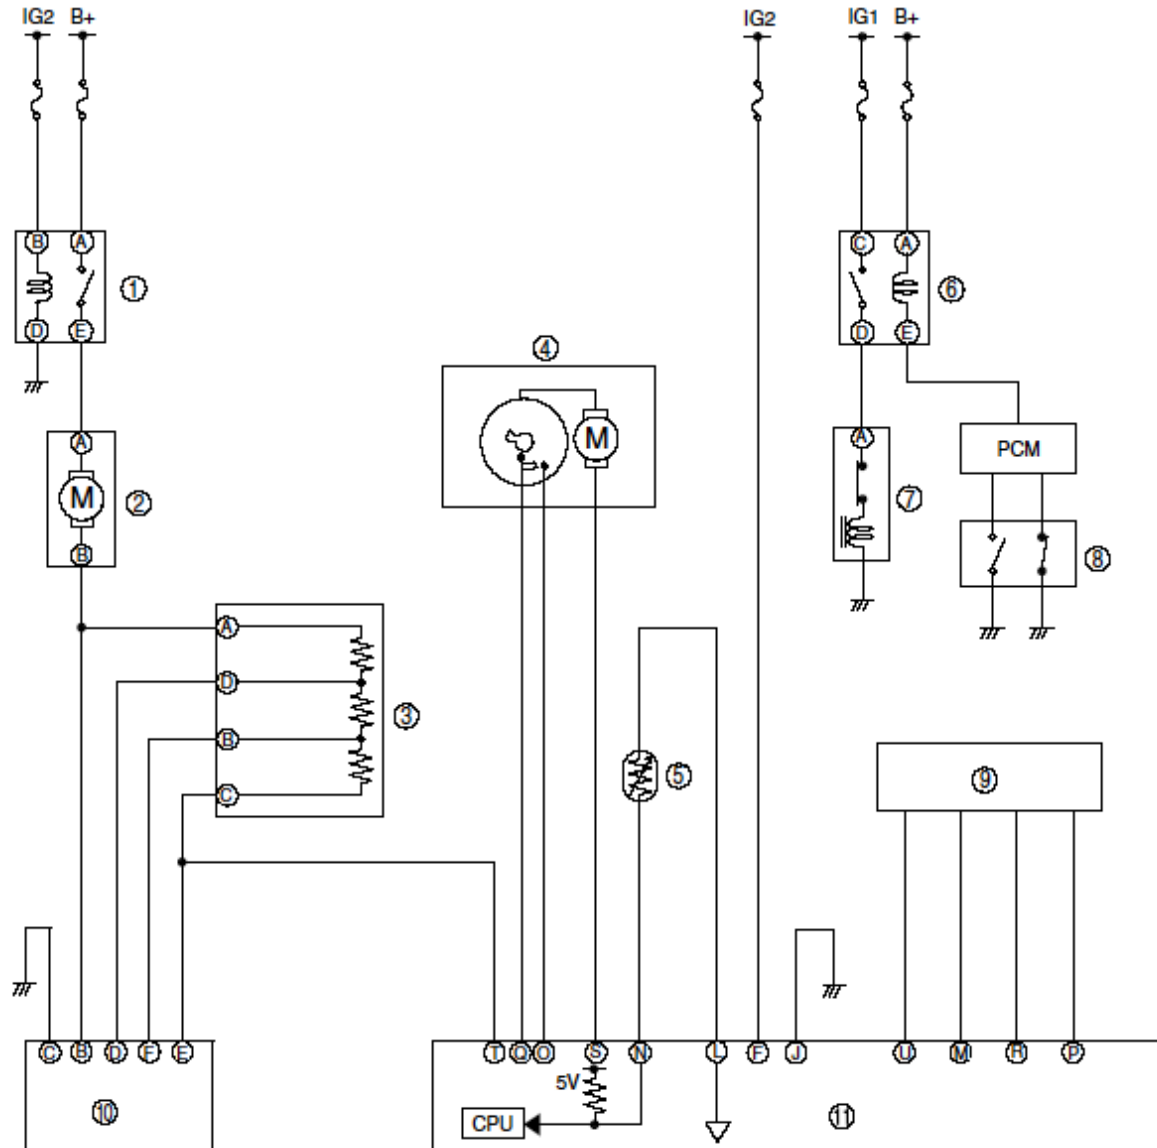 IG2 B+ IG2 IG1 B+
B A C A
① ⑥
D E D E
④
A A PCM
M M
② ⑦
B ⑧
A
D
③
B ⑤ ⑨
C
C B D F E T Q O S N L F J U M R P
5V
⑩ CPU ⑪